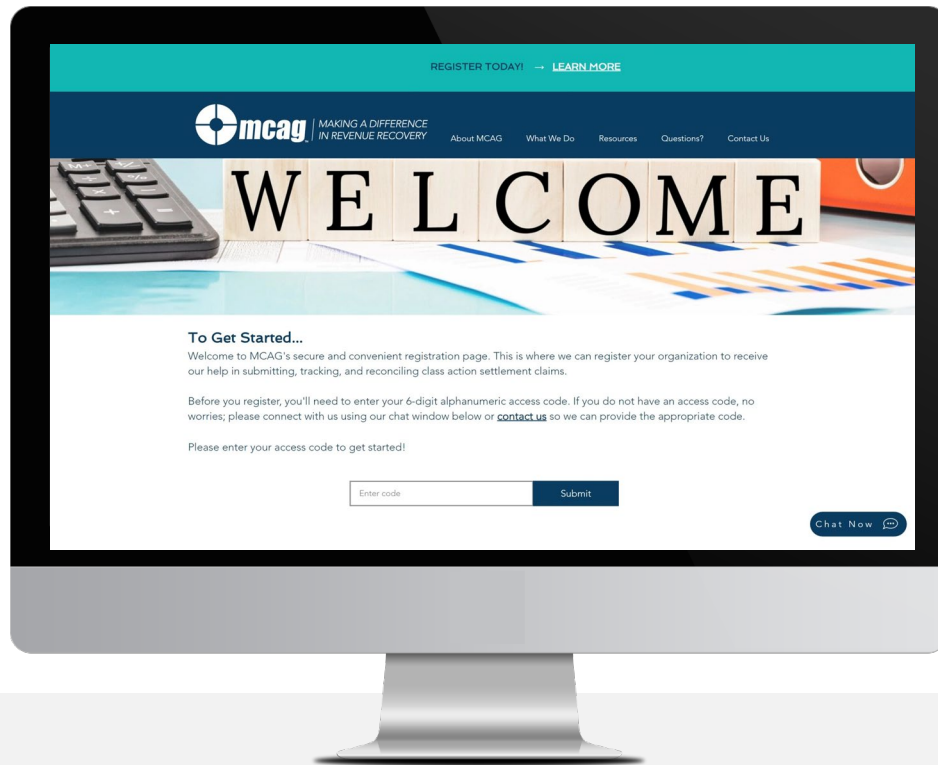 REGISTER TODAY! → LEARN MORE
mcag
MAKING A DIFFERENCE
IN REVENUE RECOVERY
About MCAG What We Do Resources Questions? Contact Us
WELCOME
To Get Started...
Welcome to MCAG's secure and convenient registration page. This is where we can register your organization to receive
our help in submitting, tracking, and reconciling class action settlement claims.
Before you register, you'll need to enter your 6-digit alphanumeric access code. If you do not have an access code, no
worries; please connect with us using our chat window below or contact us so we can provide the appropriate code.
Please enter your access code to get started!
Enter code Submit
Chat Now